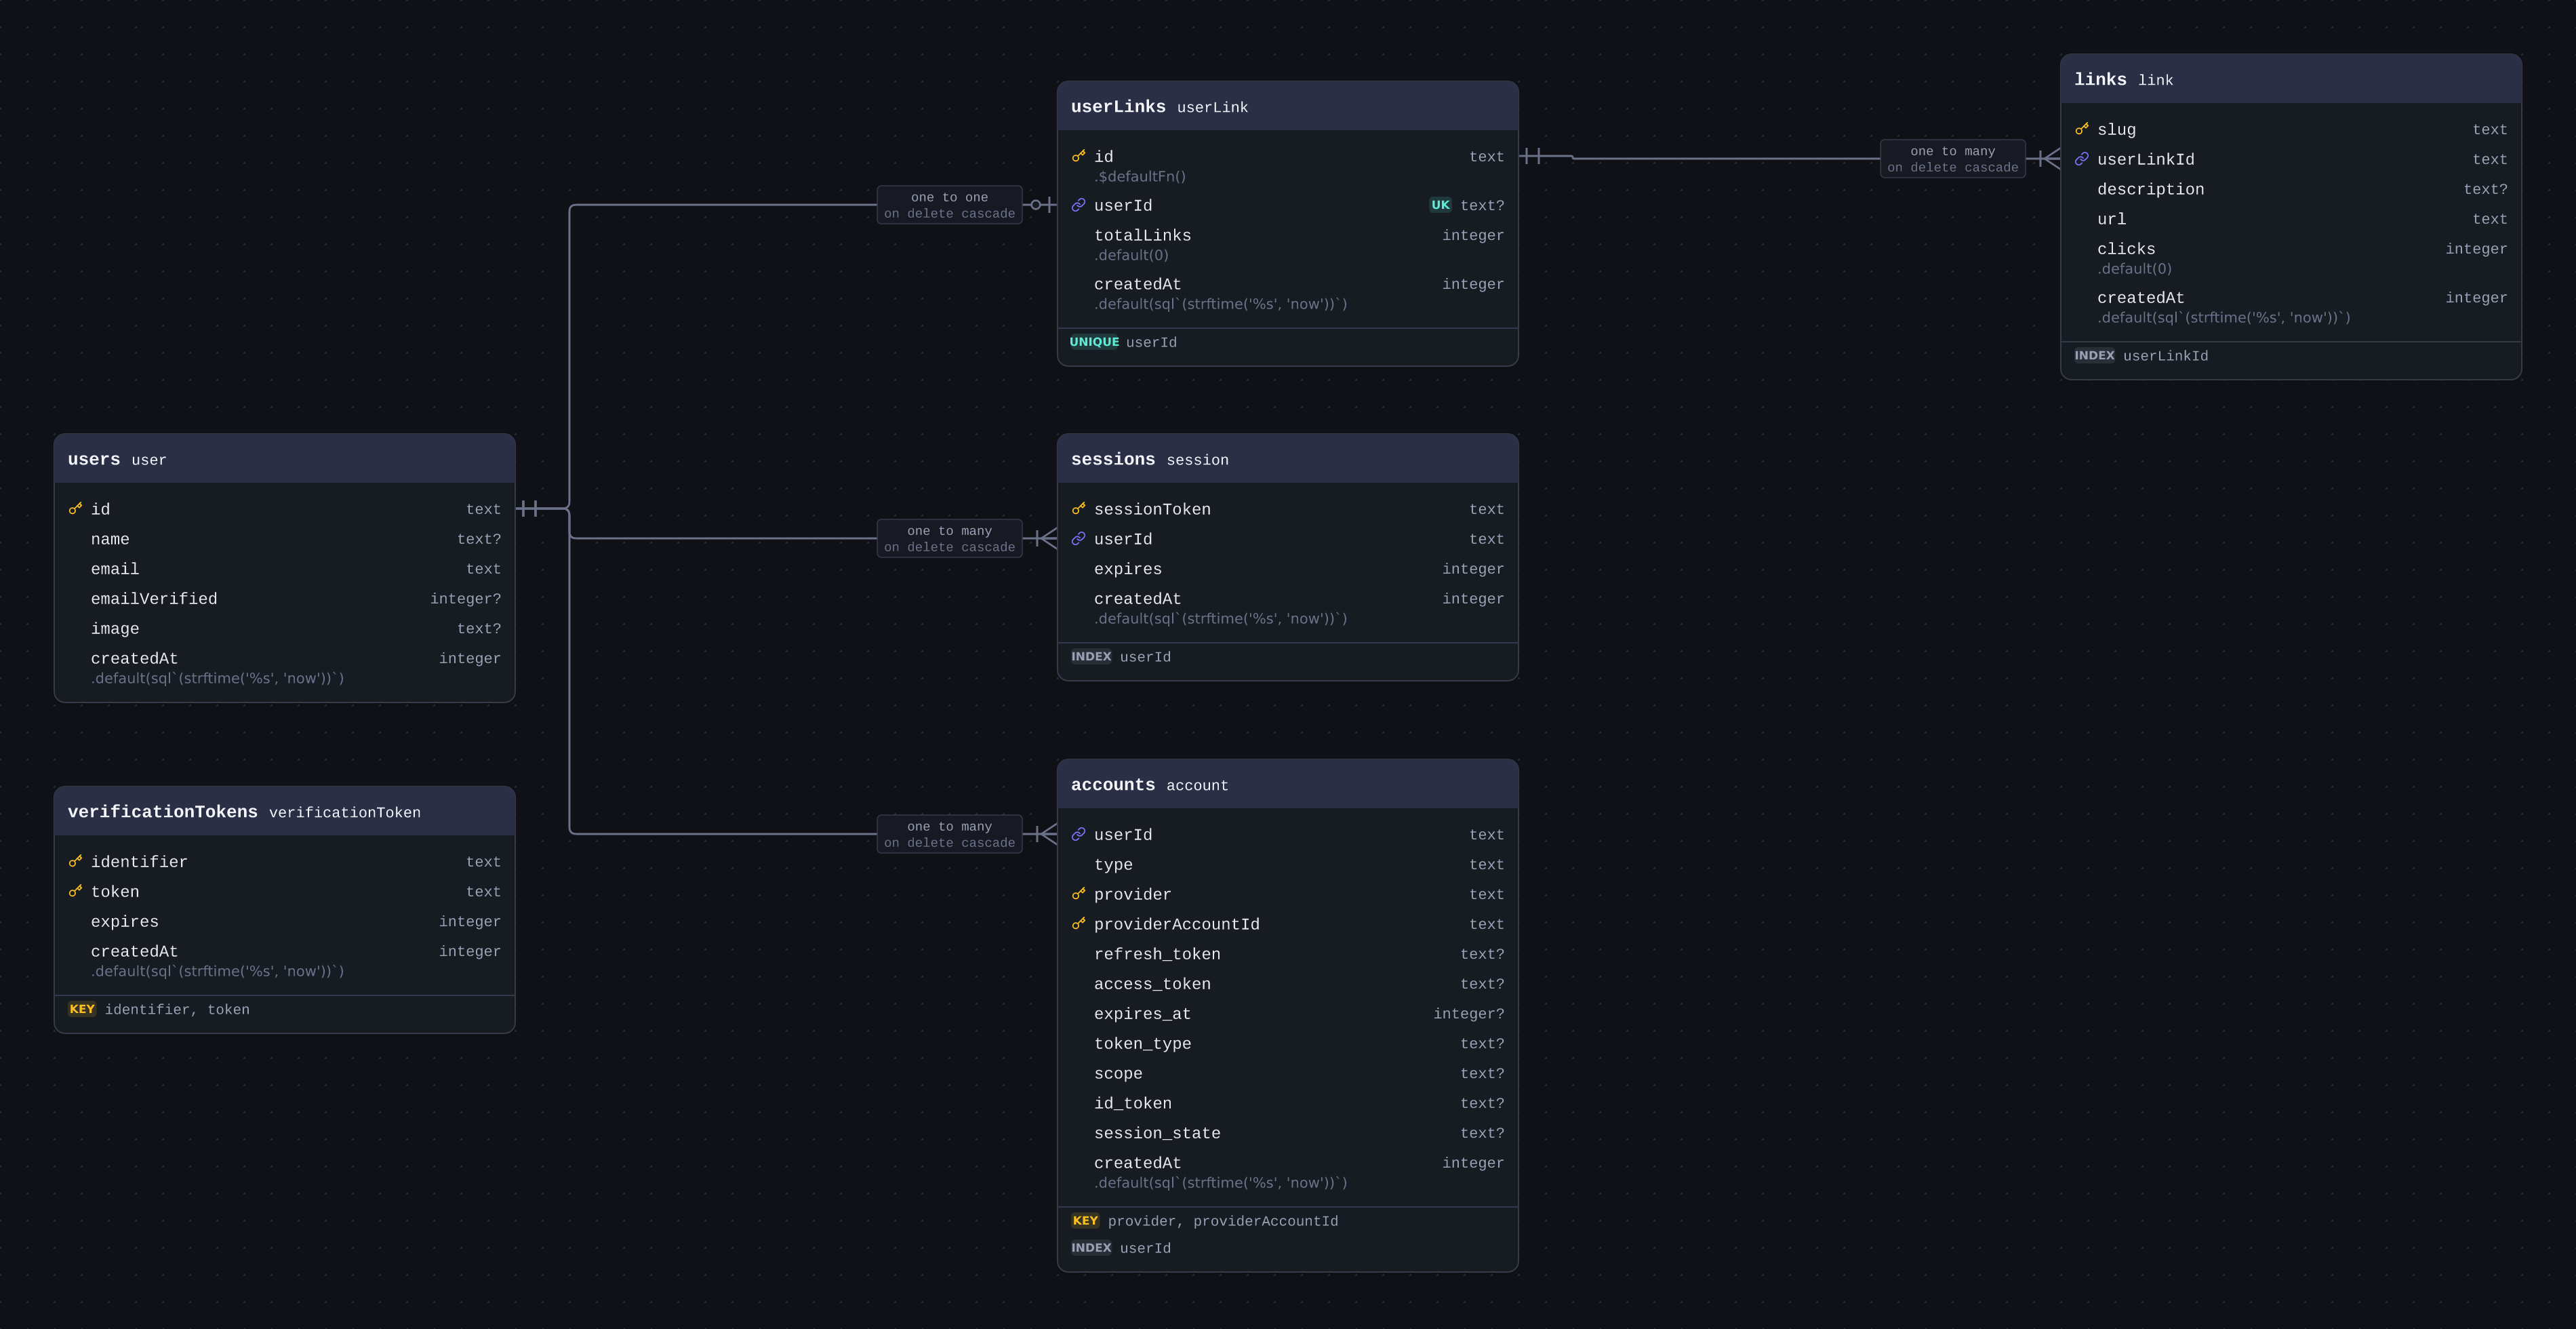 users user
id text
name text?
email text
emailVerified integer?
image text?
createdAt integer
.default(sql`(strftime('%s', 'now'))`)
verificationTokens verificationToken
identifier text
token text
expires integer
createdAt integer
.default(sql`(strftime('%s', 'now'))`)
KEY identifier, token
one to one
on delete cascade
one to many
on delete cascade
one to many
on delete cascade
userLinks userLink
id text
.$defaultFn()
userId UK text?
totalLinks integer
.default(0)
createdAt integer
.default(sql`(strftime('%s', 'now'))`)
UNIQUE userId
sessions session
sessionToken text
userId text
expires integer
createdAt integer
.default(sql`(strftime('%s', 'now'))`)
INDEX userId
accounts account
userId text
type text
provider text
providerAccountId text
refresh_token text?
access_token text?
expires_at integer?
token_type text?
scope text?
id_token text?
session_state text?
createdAt integer
.default(sql`(strftime('%s', 'now'))`)
KEY provider, providerAccountId
INDEX userId
one to many
on delete cascade
links link
slug text
userLinkId text
description text?
url text
clicks integer
.default(0)
createdAt integer
.default(sql`(strftime('%s', 'now'))`)
INDEX userLinkId